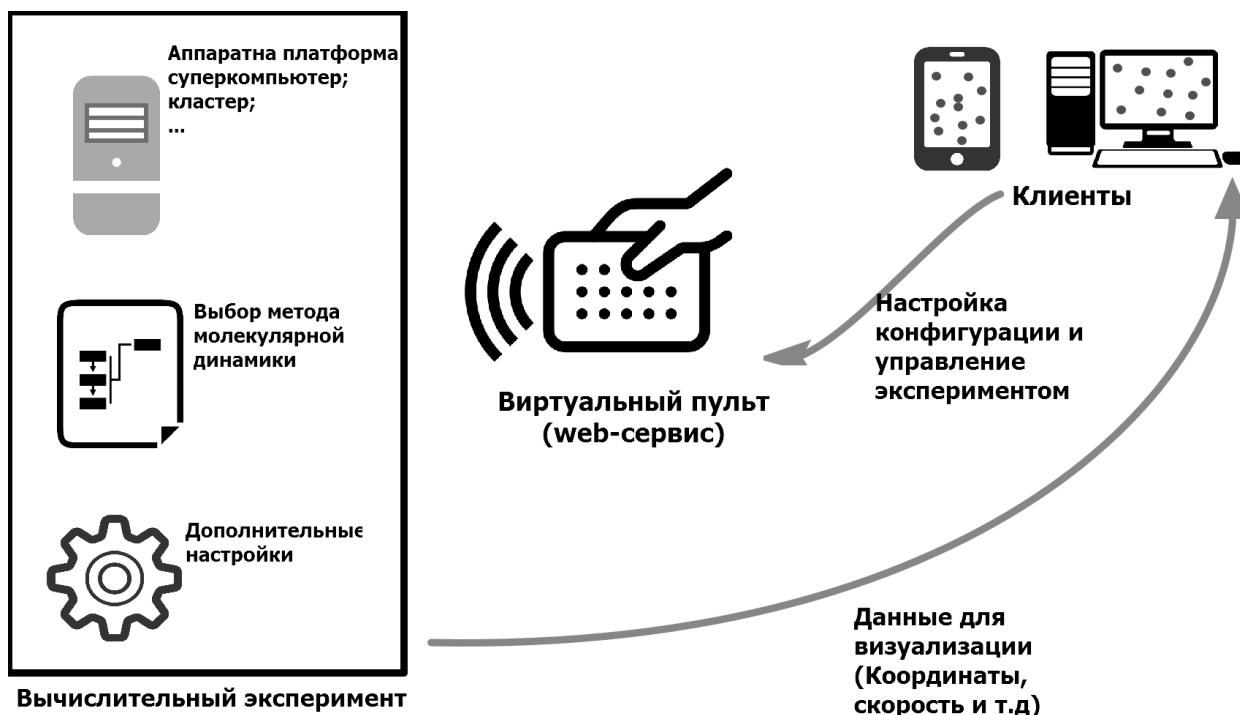 Аппаратна платформа
суперкомпьютер;
кластер;
...
Выбор метода
молекулярной
динамики
Дополнительные
настройки
Вычислительный эксперимент
Виртуальный пульт
(web-сервис)
Клиенты
Настройка
конфигурации и
управление
экспериментом
Данные для
визуализации
(Координаты,
скорость и т.д)